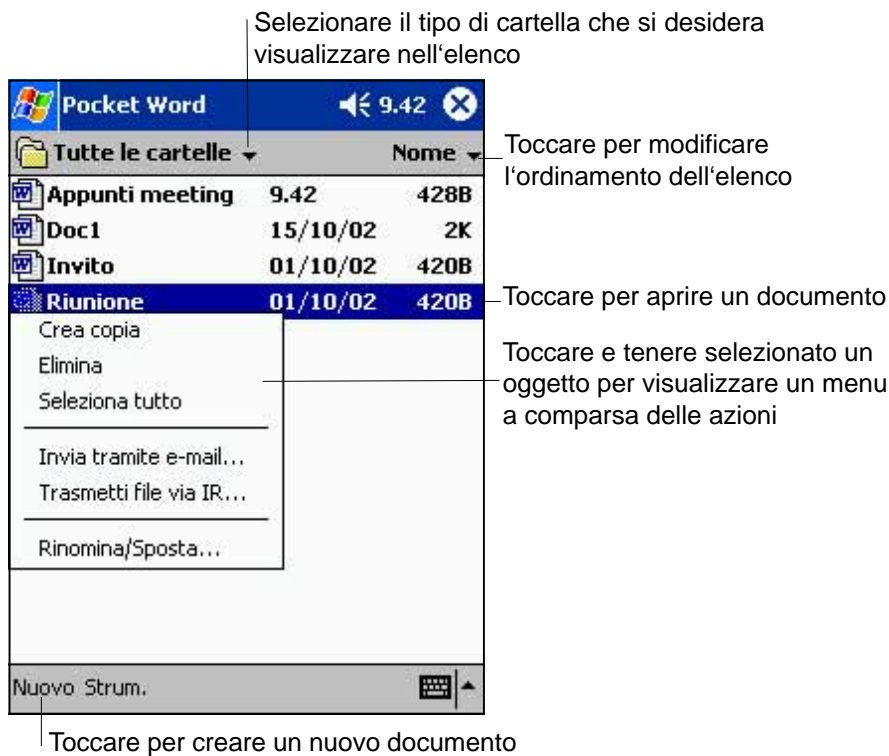 Selezionare il tipo di cartella che si desidera
visualizzare nell‘elenco
Pocket Word 9.42
Tutte le cartelle Nome
Toccare per modificare
l‘ordinamento dell‘elenco
Appunti meeting 9.42 428B
Doc1 15/10/02 2K
Invito 01/10/02 420B
Riunione 01/10/02 420B
Toccare per aprire un documento
Crea copia
Elimina
Seleziona tutto
Invia tramite e-mail...
Trasmetti file via IR...
Rinomina/Sposta...
Toccare e tenere selezionato un
oggetto per visualizzare un menu
a comparsa delle azioni
Nuovo Strum.
Toccare per creare un nuovo documento